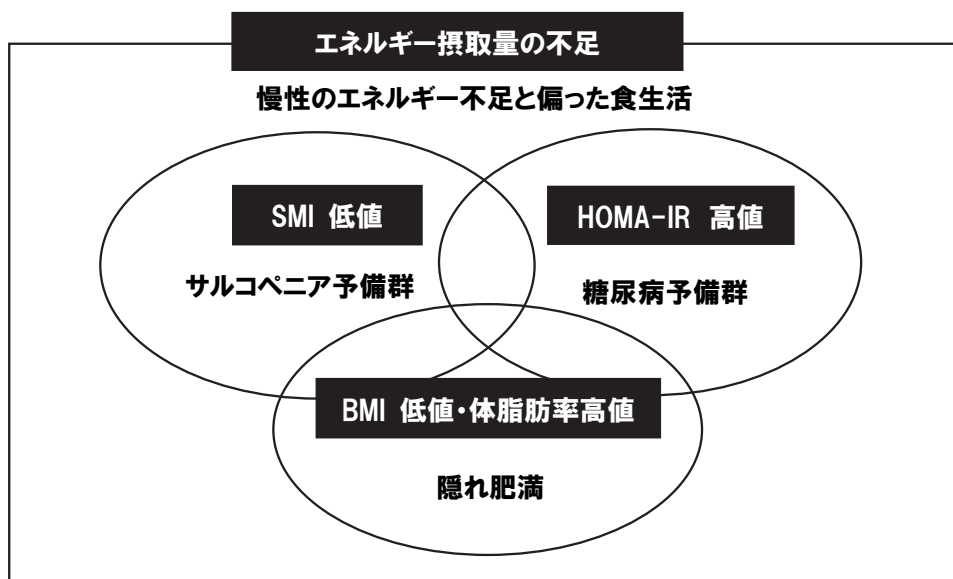 エネルギー摂取量の不足
慢性のエネルギー不足と偏った食生活
SMI 低値
サルコペニア予備群
HOMA-IR 高値
糖尿病予備群
BMI 低値・体脂肪率高値
隠れ肥満